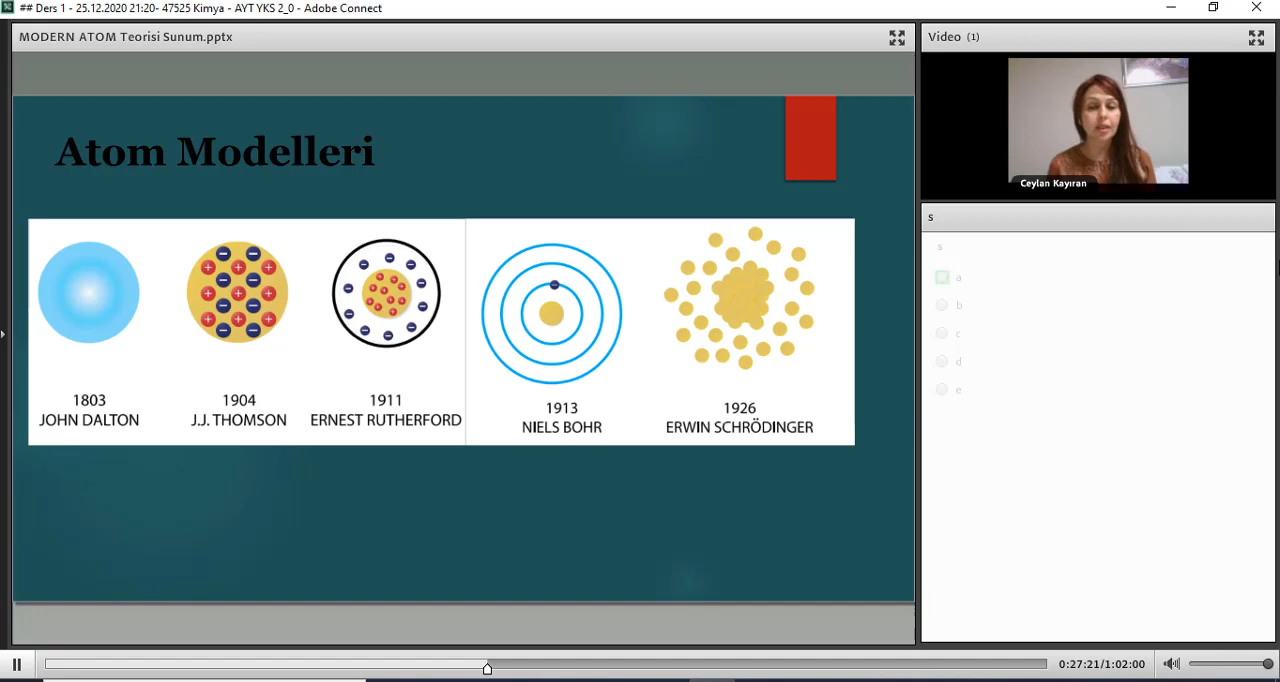 ## Ders 1 - 25.12.2020 21:20- 47525 Kimya - AYT YKS 2_0 - Adobe Connect
MODERN ATOM Teorisi Sunum.pptx
Atom Modelleri
1803
JOHN DALTON
1904
J.J. THOMSON
1911
ERNEST RUTHERFORD
1913
NIELS BOHR
1926
ERWIN SCHRÖDINGER
Video (1)
Ceylan Kayıran
s
s
a
b
c
d
e
0:27:21/1:02:00